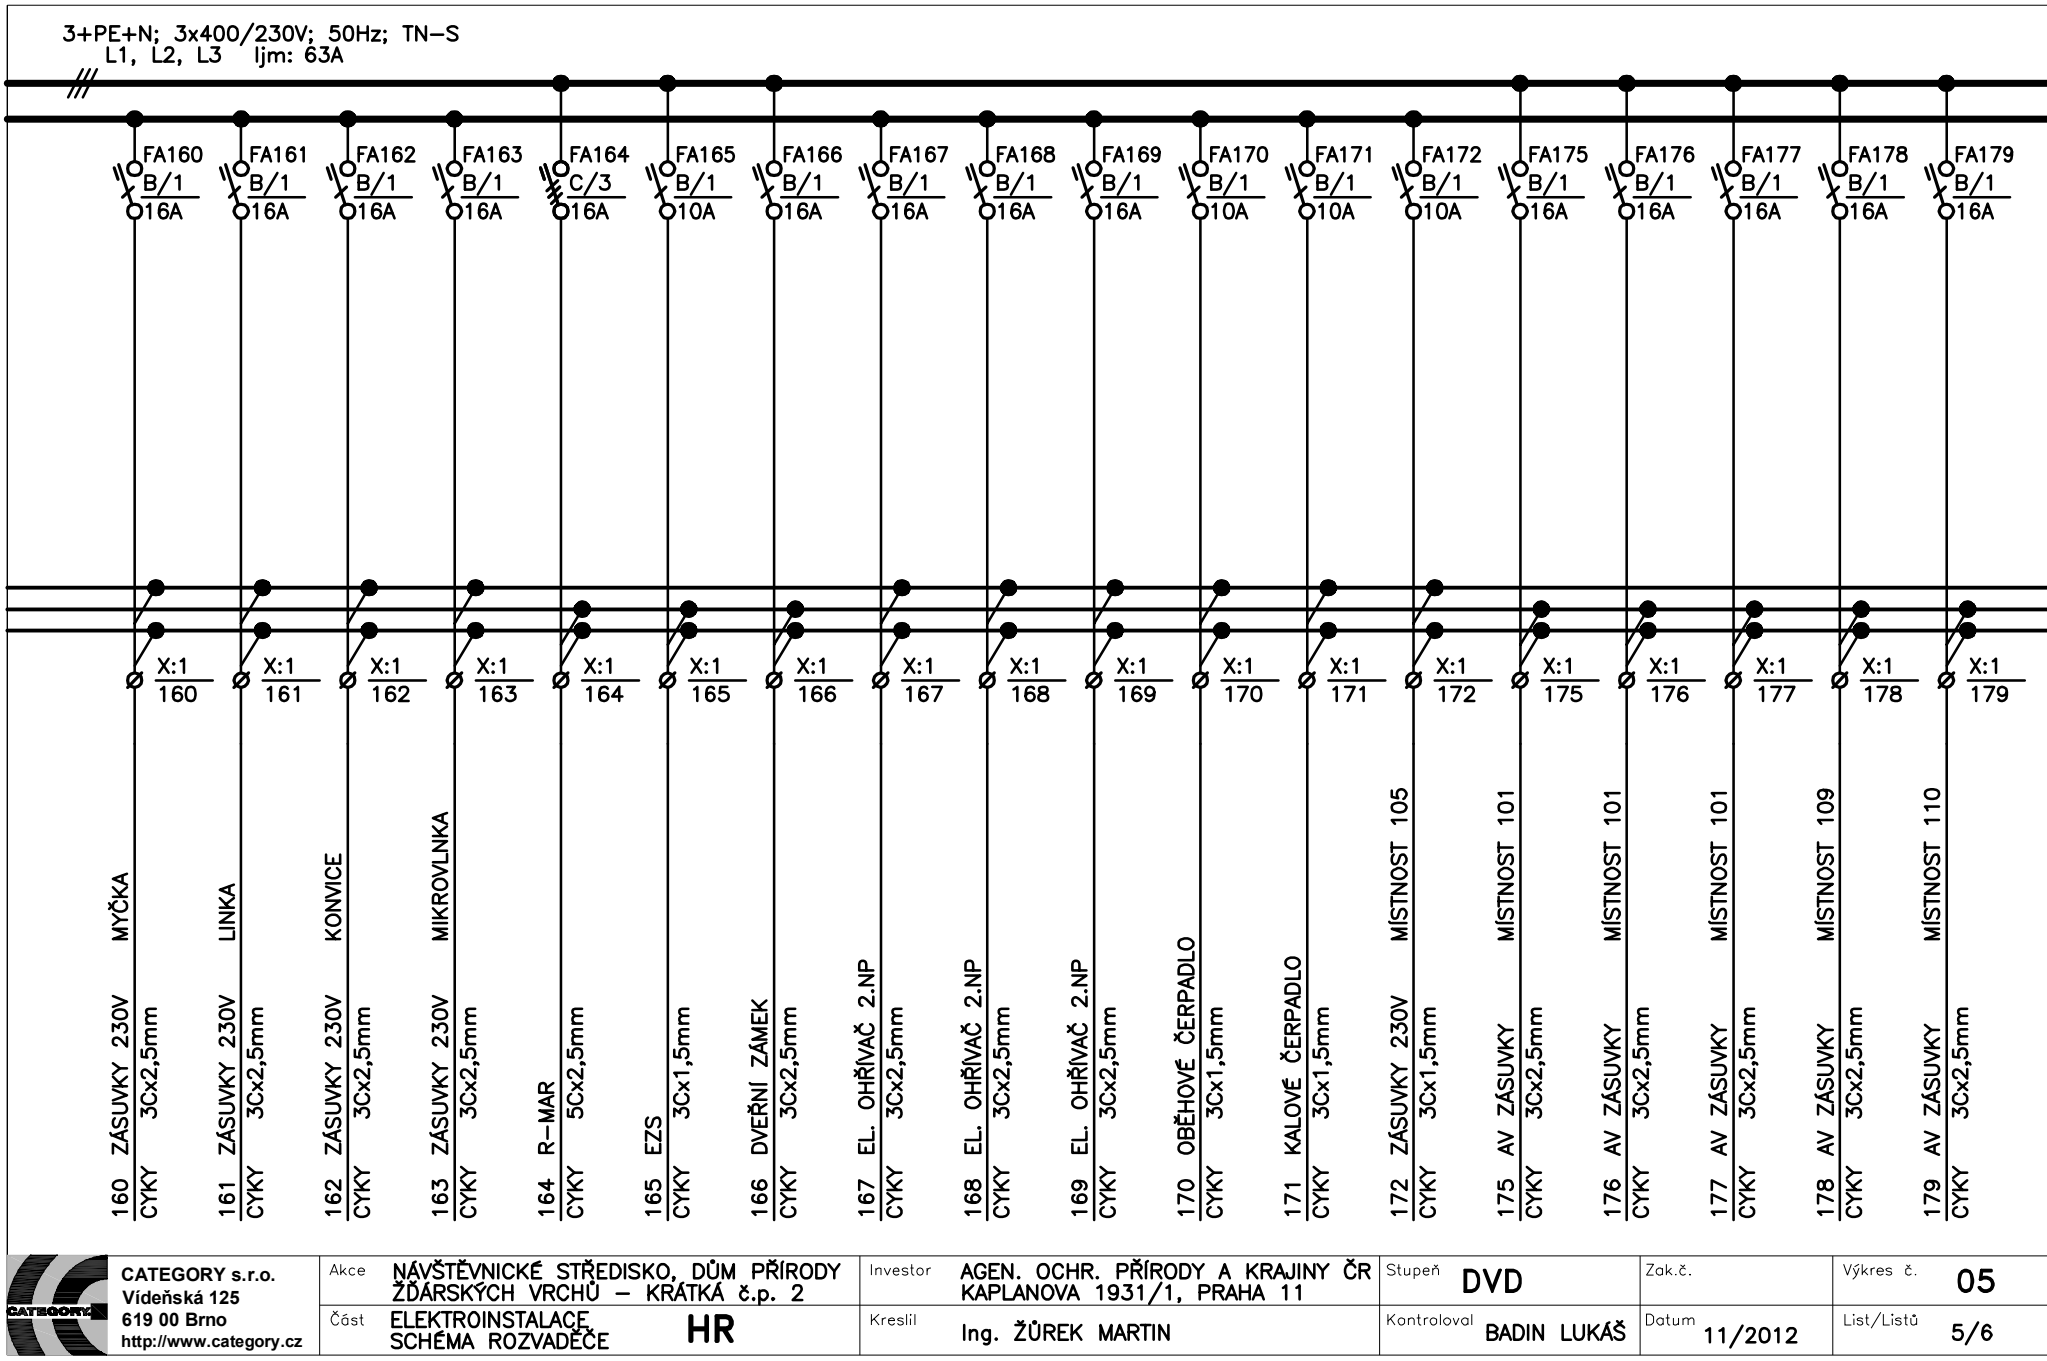 3+PE+N; 3x400/230V; 50Hz; TN-S
L1, L2, L3 Ijm: 63A
FA160 FA161 FA162 FA163 FA164 FA165 FA166 FA167 FA168 FA169 FA170 FA171 FA172 FA175 FA176 FA177 FA178 FA179
B/1 B/1 B/1 B/1 C/3 B/1 B/1 B/1 B/1 B/1 B/1 B/1 B/1 B/1 B/1 B/1 B/1 B/1
16A 16A 16A 16A 16A 10A 16A 16A 16A 16A 10A 10A 10A 16A 16A 16A 16A 16A
X:1 X:1 X:1 X:1 X:1 X:1 X:1 X:1 X:1 X:1 X:1 X:1 X:1 X:1 X:1 X:1 X:1 X:1
160 161 162 163 164 165 166 167 168 169 170 171 172 175 176 177 178 179
160 ZÁSUVKY 230V MYČKA
CYKY 3Cx2,5mm
161 ZÁSUVKY 230V LINKA
CYKY 3Cx2,5mm
162 ZÁSUVKY 230V KONVICE
CYKY 3Cx2,5mm
163 ZÁSUVKY 230V MIKROVLNKA
CYKY 3Cx2,5mm
164 R-MAR
CYKY 5Cx2,5mm
165 EZS
CYKY 3Cx1,5mm
166 DVEŘNÍ ZÁMEK
CYKY 3Cx2,5mm
167 EL. OHŘÍVAČ 2.NP
CYKY 3Cx2,5mm
168 EL. OHŘÍVAČ 2.NP
CYKY 3Cx2,5mm
169 EL. OHŘÍVAČ 2.NP
CYKY 3Cx2,5mm
170 OBĚHOVÉ ČERPADLO
CYKY 3Cx1,5mm
171 KALOVÉ ČERPADLO
CYKY 3Cx1,5mm
172 ZÁSUVKY 230V MÍSTNOST 105
CYKY 3Cx1,5mm
175 AV ZÁSUVKY MÍSTNOST 101
CYKY 3Cx2,5mm
176 AV ZÁSUVKY MÍSTNOST 101
CYKY 3Cx2,5mm
177 AV ZÁSUVKY MÍSTNOST 101
CYKY 3Cx2,5mm
178 AV ZÁSUVKY MÍSTNOST 109
CYKY 3Cx2,5mm
179 AV ZÁSUVKY MÍSTNOST 110
CYKY 3Cx2,5mm
CATEGORY
CATEGORY s.r.o.
Vídeňská 125
619 00 Brno
http://www.category.cz
Akce NÁVŠTĚVNICKÉ STŘEDISKO, DŮM PŘÍRODY
ŽĎÁRSKÝCH VRCHŮ – KRÁTKÁ č.p. 2
Část ELEKTROINSTALACE
SCHÉMA ROZVADĚČE HR
Investor AGEN. OCHR. PŘÍRODY A KRAJINY ČR
KAPLANOVA 1931/1, PRAHA 11
Kreslil Ing. ŽŮREK MARTIN
Stupeň DVD
Kontroloval BADIN LUKÁŠ
Zak.č.
Datum 11/2012
Výkres č. 05
List/Listů 5/6